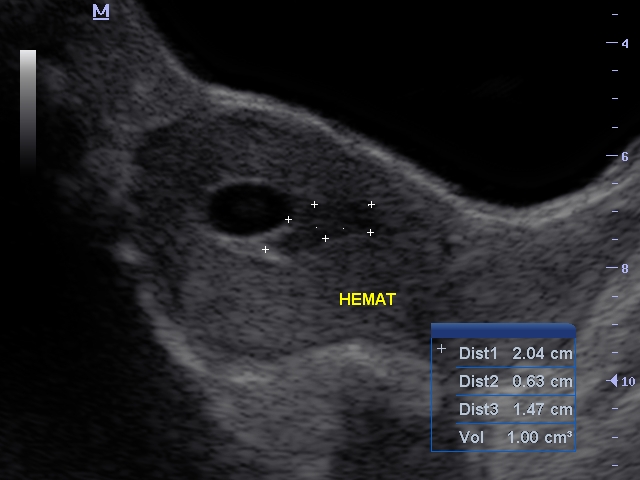 M
4
6
8
HEMAT
Dist1 2.04 cm
Dist2 0.63 cm
Dist3 1.47 cm
Vol 1.00 cm³
10